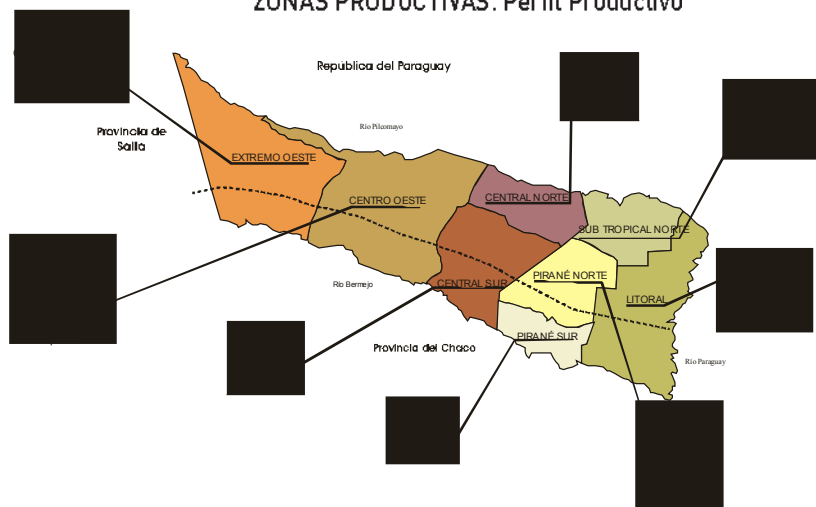 ZONAS PRODUCTIVAS. Perfil Productivo
República del Paraguay
Río Pilcomayo
Provincia de
Salta
EXTREMO OESTE
CENTRO OESTE
CENTRAL NORTE
SUB TROPICAL NORTE
PIRANÉ NORTE
CENTRAL SUR
Río Bermejo
LITORAL
PIRANÉ SUR
Provincia del Chaco
Río Paraguay